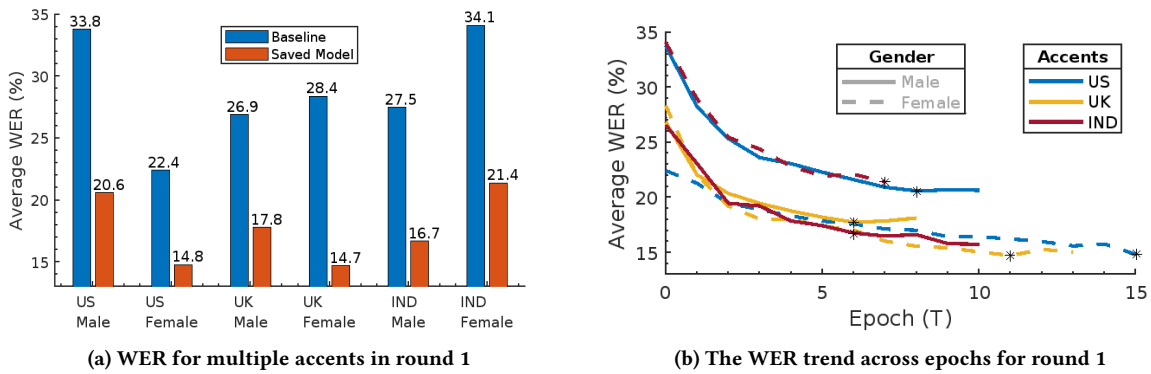 35
30
25
20
15
Average WER (%)
33.8
20.6
22.4
14.8
26.9
17.8
28.4
14.7
27.5
16.7
34.1
21.4
Baseline
Saved Model
US Male
US Female
UK Male
UK Female
IND Male
IND Female
(a) WER for multiple accents in round 1
35
30
25
20
15
Average WER (%)
Gender
Male
Female
Accents
US
UK
IND
0
5
10
15
Epoch (T)
(b) The WER trend across epochs for round 1